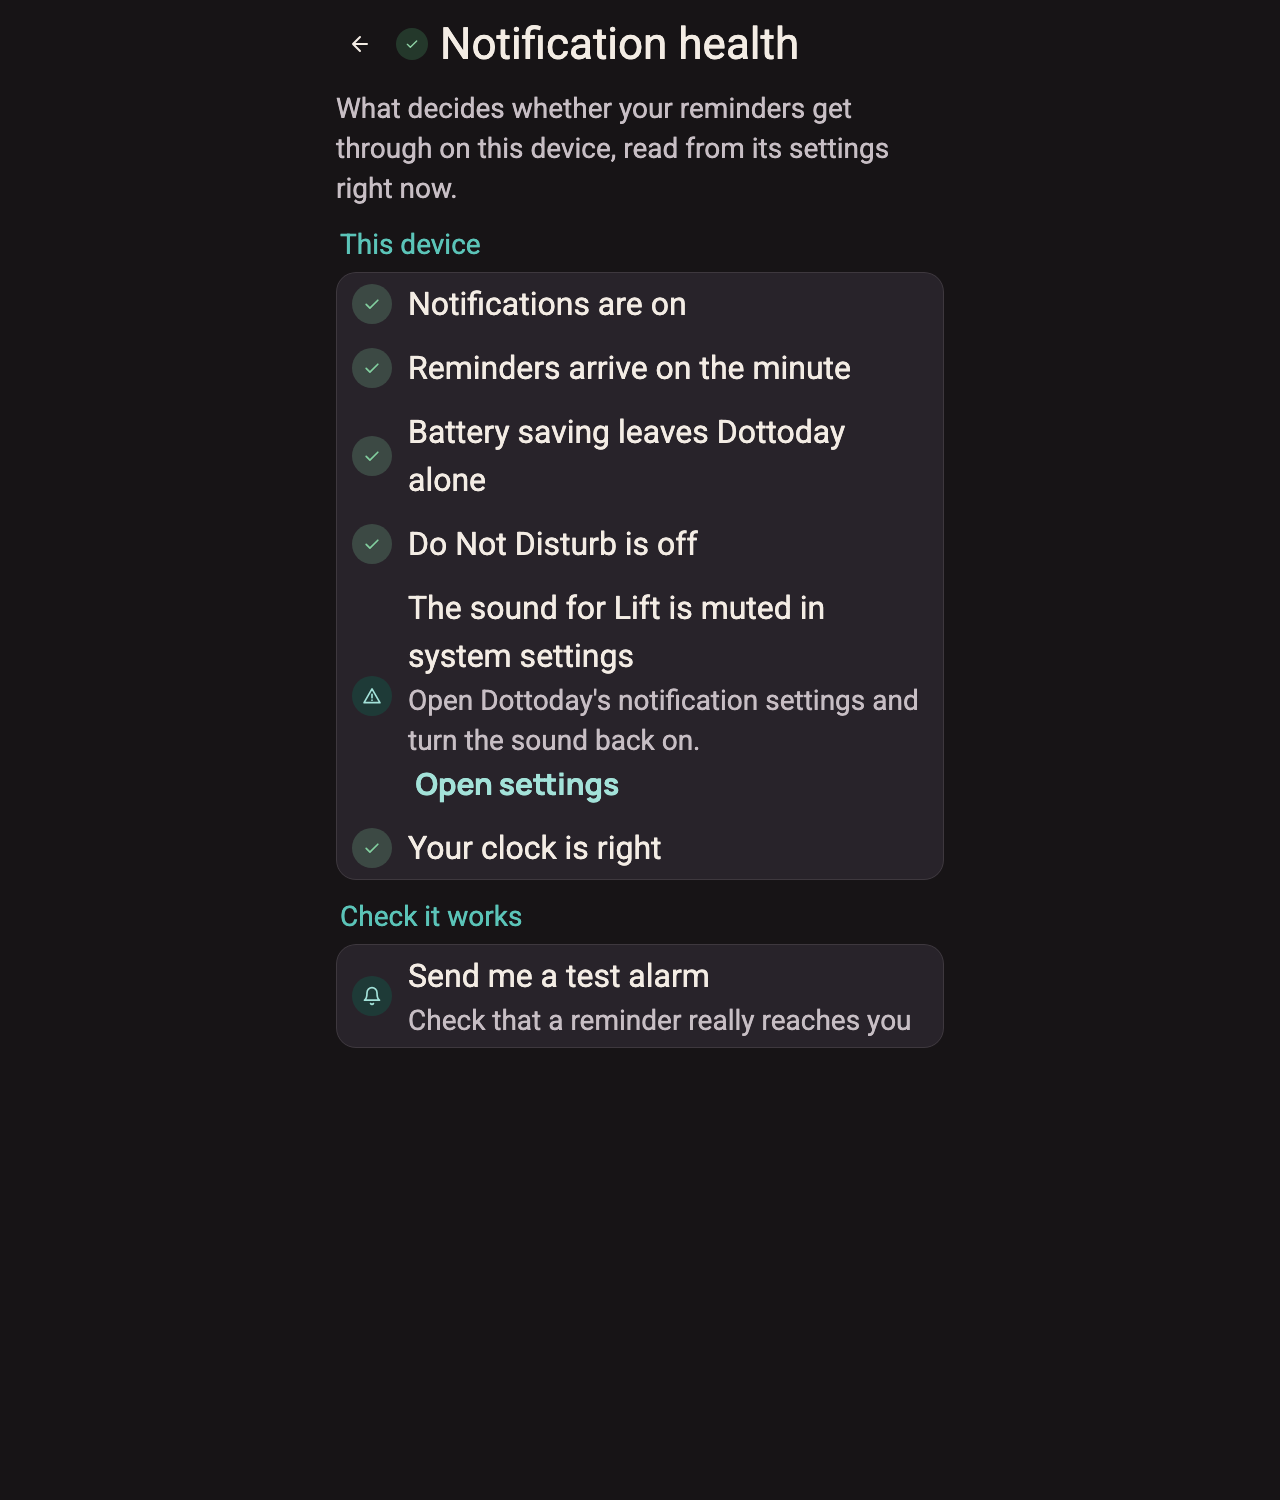 Notification health
What decides whether your reminders get
through on this device, read from its settings
right now.
This device
Notifications are on
Reminders arrive on the minute
Battery saving leaves Dottoday
alone
Do Not Disturb is off
The sound for Lift is muted in
system settings
Open Dottoday's notification settings and
turn the sound back on.
Open settings
Your clock is right
Check it works
Send me a test alarm
Check that a reminder really reaches you